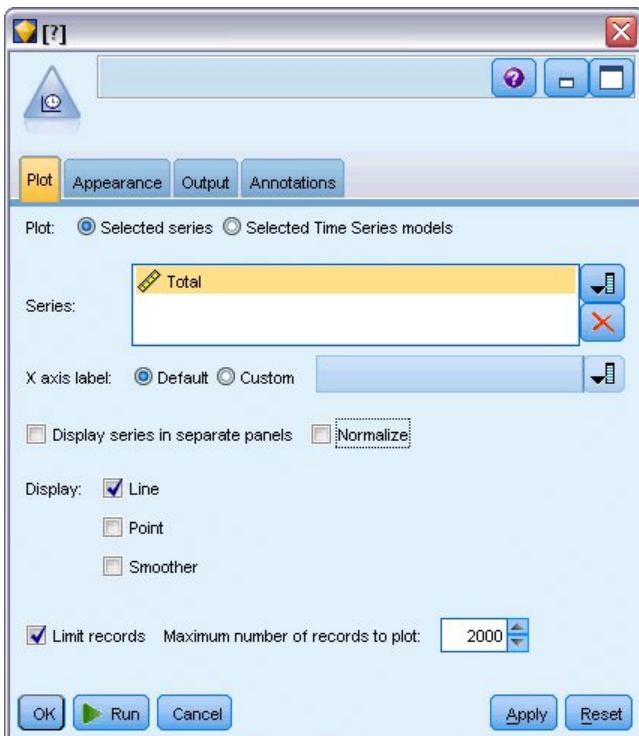 [?]
Plot Appearance Output Annotations
Plot: Selected series Selected Time Series models
Total
Series:
X axis label: Default Custom
Display series in separate panels Normalize
Display: Line
Point
Smoother
Limit records Maximum number of records to plot: 2000
OK Run Cancel Apply Reset